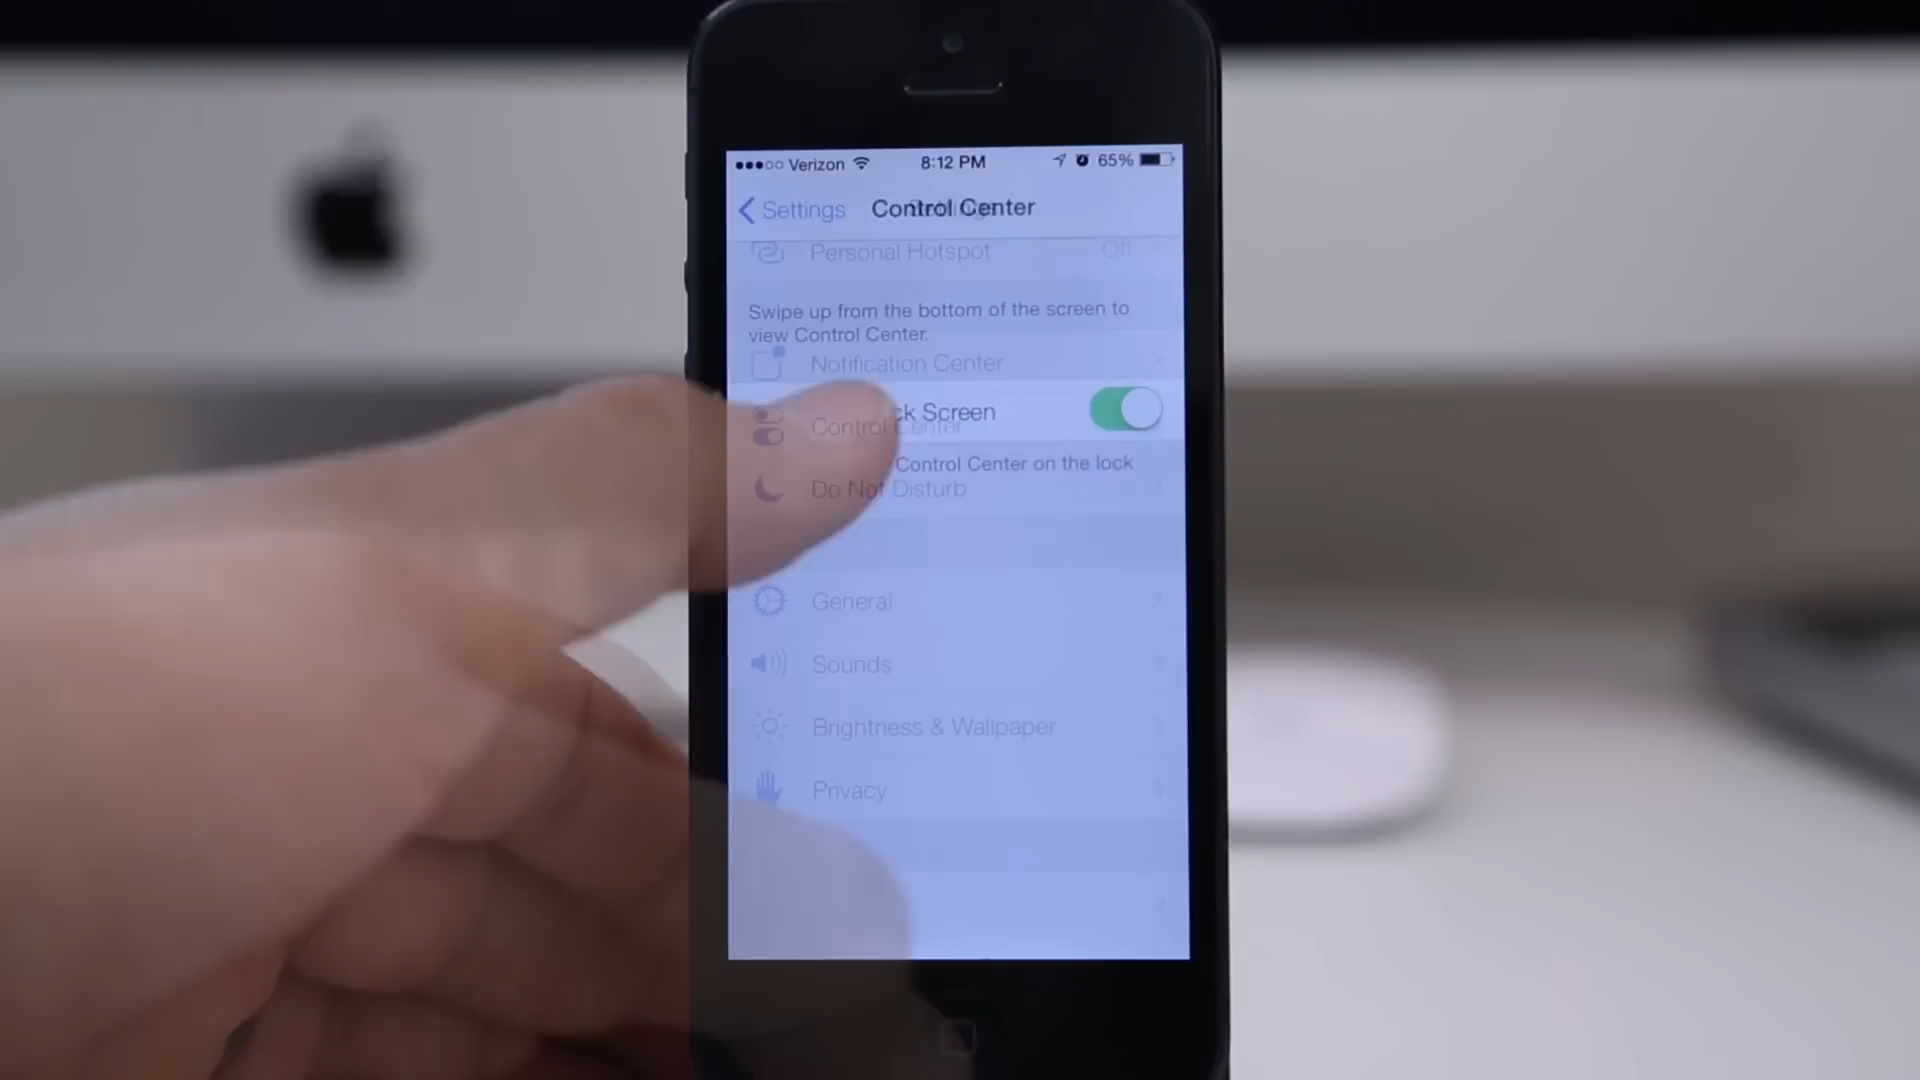 Verizon 8:12 PM 65%
Settings Control Center
Personal Hotspot Off
Swipe up from the bottom of the screen to
view Control Center.
Notification Center
ck Screen
Control Center
Control Center on the lock
Do Not Disturb
General
Sounds
Brightness & Wallpaper
Privacy